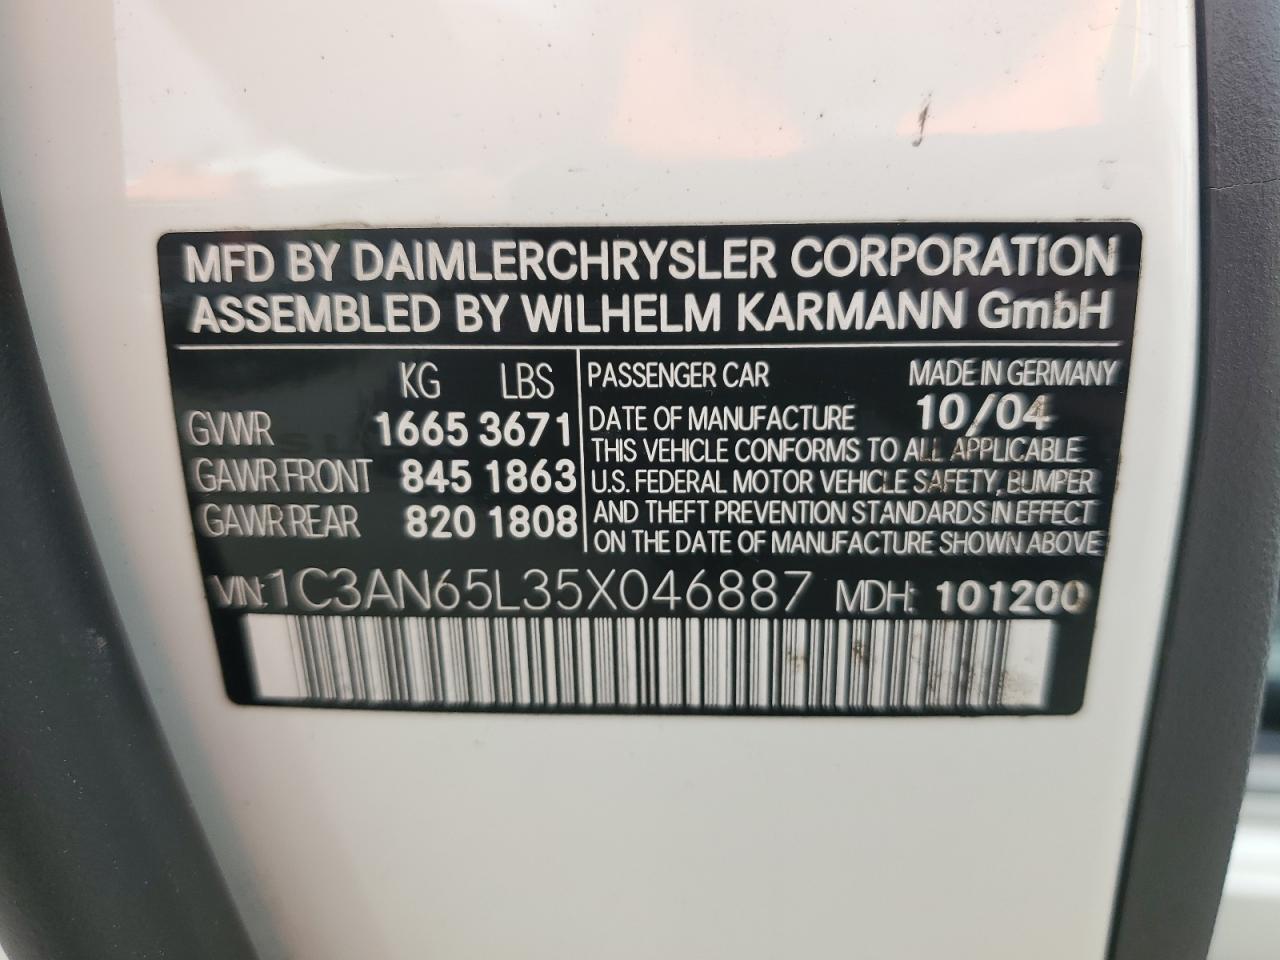 MFD BY DAIMLERCHRYSLER CORPORATION
ASSEMBLED BY WILHELM KARMANN GmbH
KG LBS
GVWR 1665 3671
GAWR FRONT 845 1863
GAWR REAR 820 1808
PASSENGER CAR MADE IN GERMANY
DATE OF MANUFACTURE 10/04
THIS VEHICLE CONFORMS TO ALL APPLICABLE
U.S. FEDERAL MOTOR VEHICLE SAFETY, BUMPER
AND THEFT PREVENTION STANDARDS IN EFFECT
ON THE DATE OF MANUFACTURE SHOWN ABOVE
VIN: 1C3AN65L35X046887 MDH: 101200